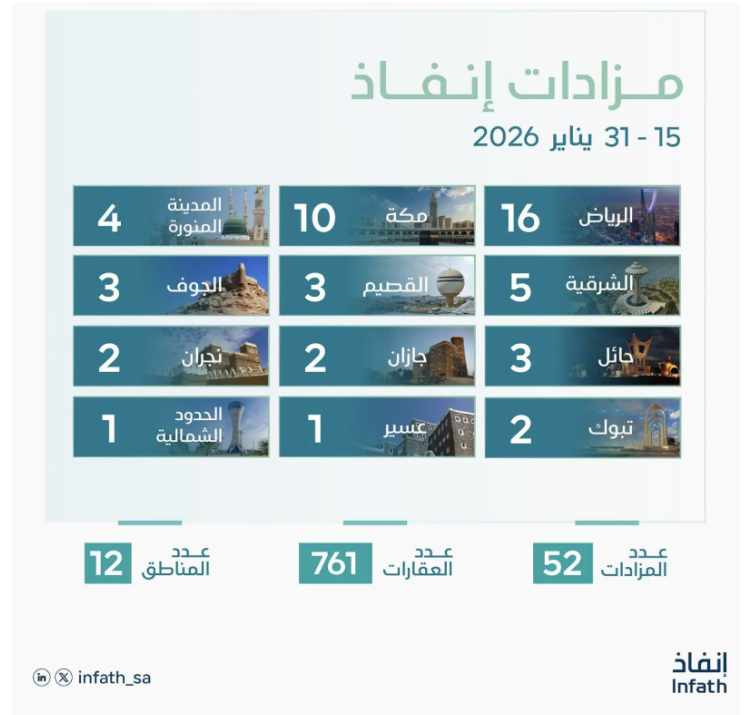 مـزادات إنـفـاذ
15 - 31 يناير 2026
الرياض 16
مكة 10
المدينة
المنورة 4
الشرقية 5
القصيم 3
الجوف 3
حائل 3
جازان 2
نجران 2
تبوك 2
عسير 1
الحدود
الشمالية 1
عـدد
المزادات 52
عـدد
العقارات 761
عـدد
المناطق 12
إنفاذ
Infath
infath_sa